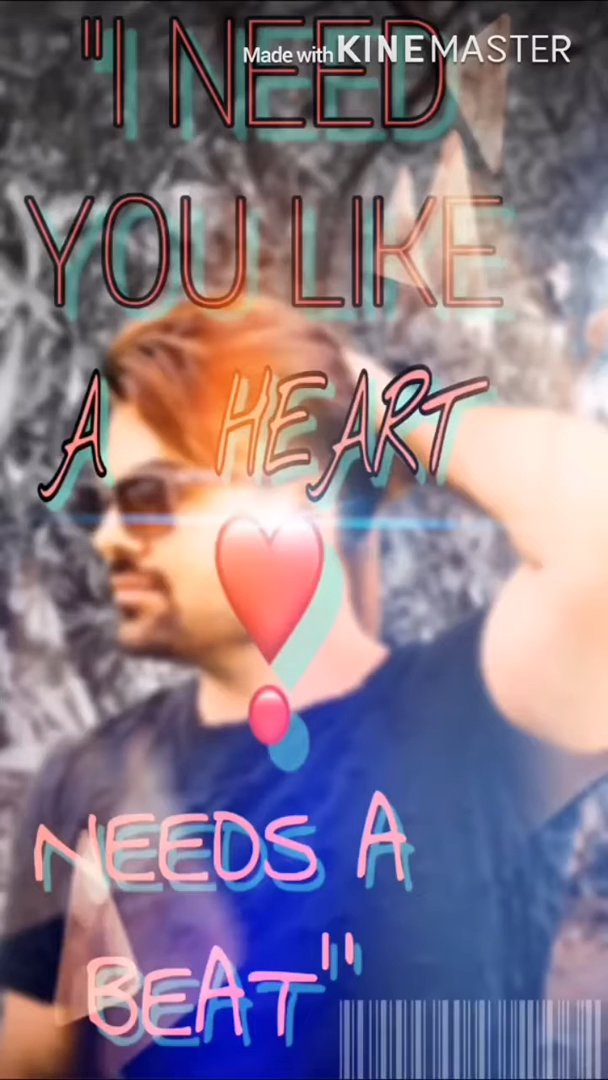 Made with KINEMASTER
"I NEED
YOU LIKE
A HEART
NEEDS A
BEAT"